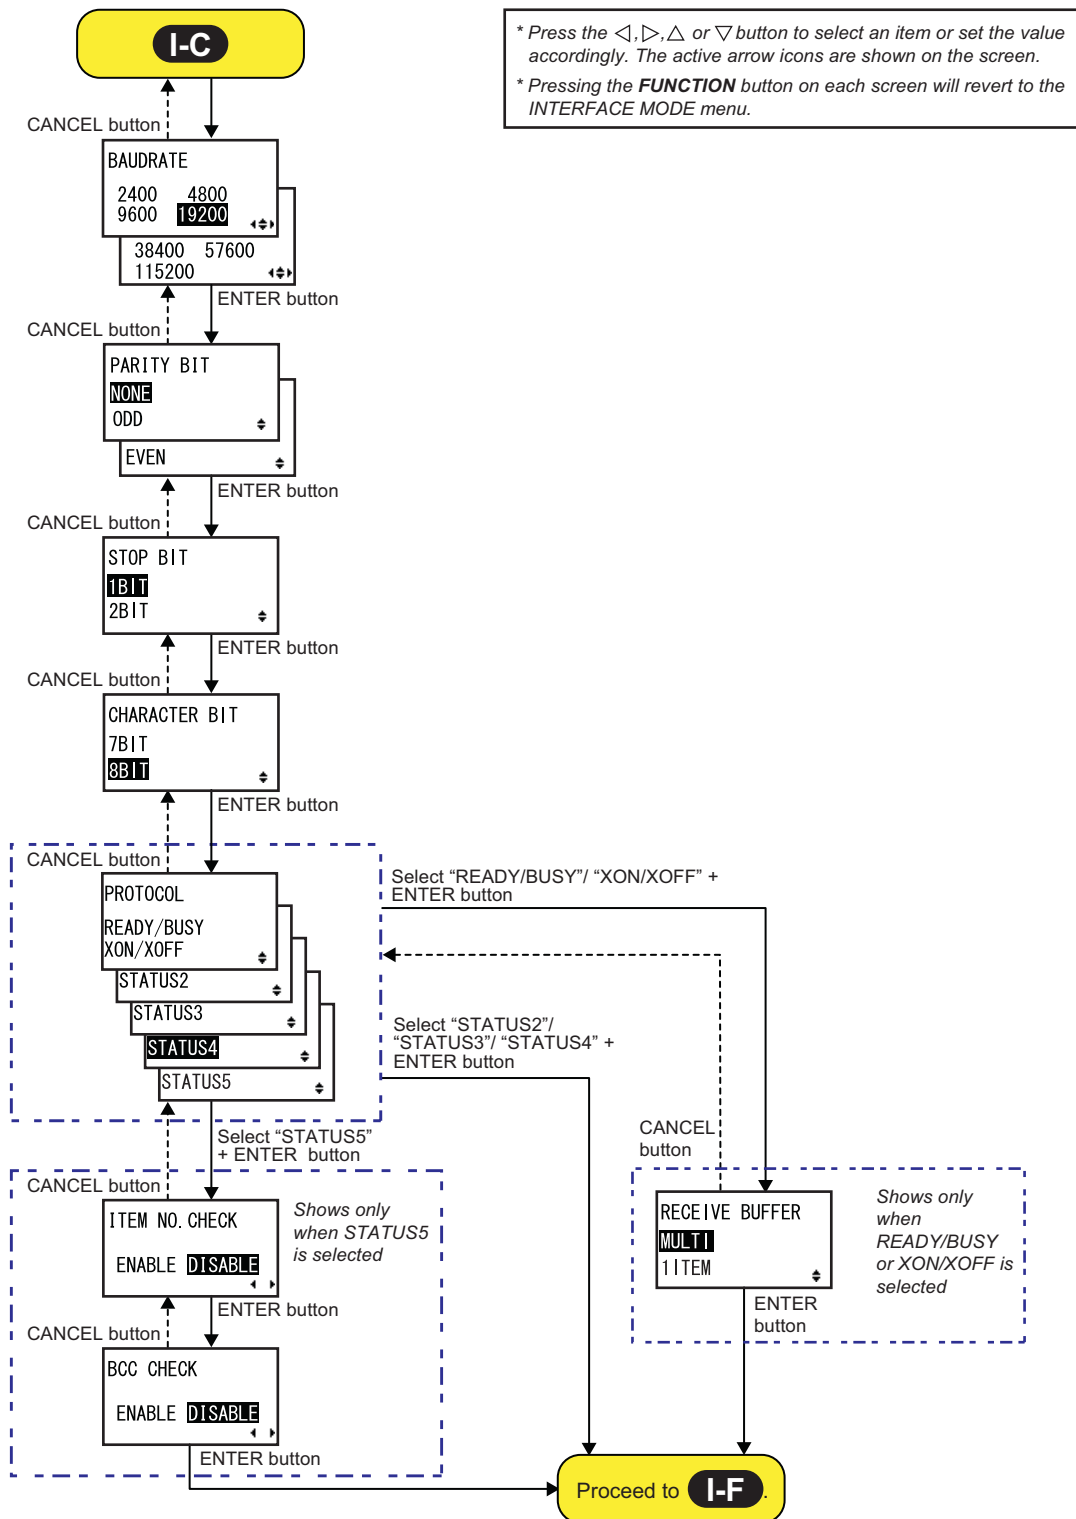 I-C
* Press the ◁, ▷, △ or ▽ button to select an item or set the value
accordingly. The active arrow icons are shown on the screen.
* Pressing the FUNCTION button on each screen will revert to the
INTERFACE MODE menu.
CANCEL button
BAUDRATE
2400 4800
9600 19200
38400 57600
115200
ENTER button
CANCEL button
PARITY BIT
NONE
ODD
EVEN
ENTER button
CANCEL button
STOP BIT
1BIT
2BIT
ENTER button
CANCEL button
CHARACTER BIT
7BIT
8BIT
ENTER button
CANCEL button
PROTOCOL
READY/BUSY
XON/XOFF
STATUS2
STATUS3
STATUS4
STATUS5
Select “READY/BUSY”/ “XON/XOFF” +
ENTER button
Select “STATUS2”/
“STATUS3”/ “STATUS4” +
ENTER button
Select “STATUS5”
+ ENTER button
CANCEL
button
CANCEL button
ITEM NO. CHECK
ENABLE DISABLE
Shows only
when STATUS5
is selected
ENTER button
CANCEL button
BCC CHECK
ENABLE DISABLE
ENTER button
RECEIVE BUFFER
MULTI
1ITEM
Shows only
when
READY/BUSY
or XON/XOFF is
selected
ENTER
button
Proceed to I-F.